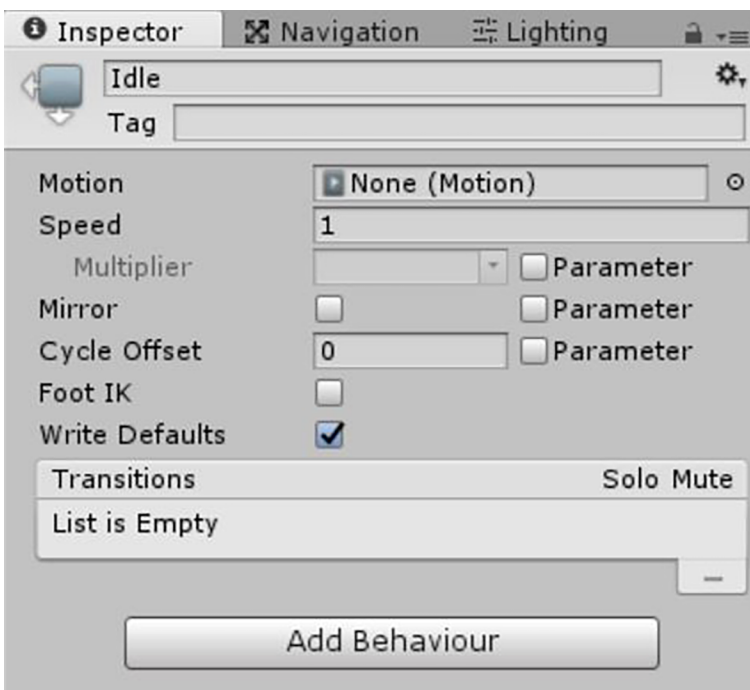 Inspector Navigation Lighting
Idle
Tag
Motion None (Motion)
Speed 1
Multiplier Parameter
Mirror Parameter
Cycle Offset 0 Parameter
Foot IK
Write Defaults
Transitions Solo Mute
List is Empty
Add Behaviour